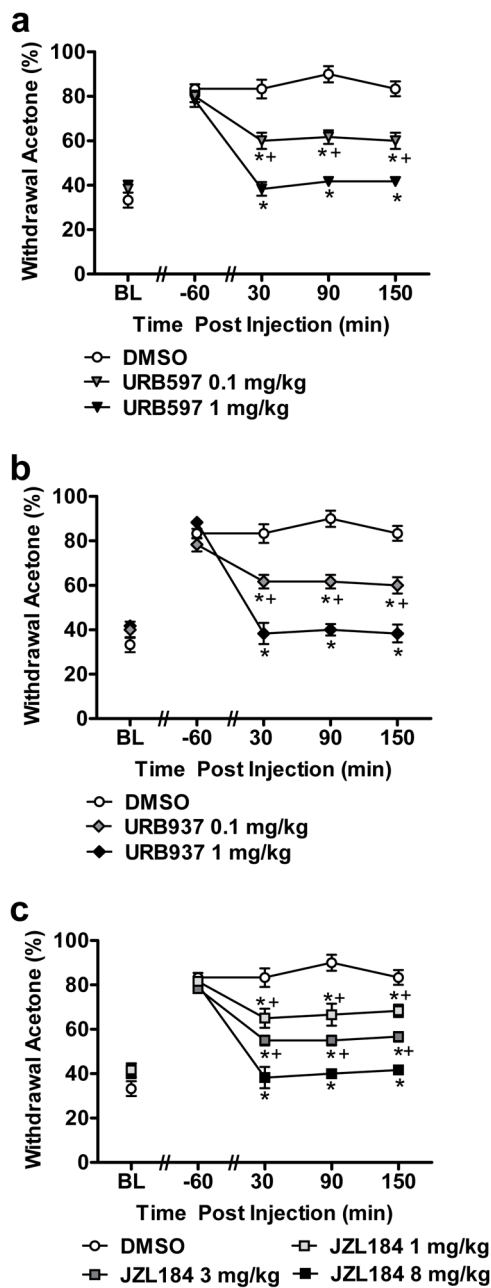 a
Withdrawal Acetone (%)
100
80
60
40
20
0
*+ *+ *+
* * *
BL -60 30 90 150
Time Post Injection (min)
DMSO
URB597 0.1 mg/kg
URB597 1 mg/kg
b
Withdrawal Acetone (%)
100
80
60
40
20
0
*+ *+ *+
* * *
BL -60 30 90 150
Time Post Injection (min)
DMSO
URB937 0.1 mg/kg
URB937 1 mg/kg
c
Withdrawal Acetone (%)
100
80
60
40
20
0
*+ *+ *+
*+ *+ *+
* * *
BL -60 30 90 150
Time Post Injection (min)
DMSO JZL184 1 mg/kg
JZL184 3 mg/kg JZL184 8 mg/kg